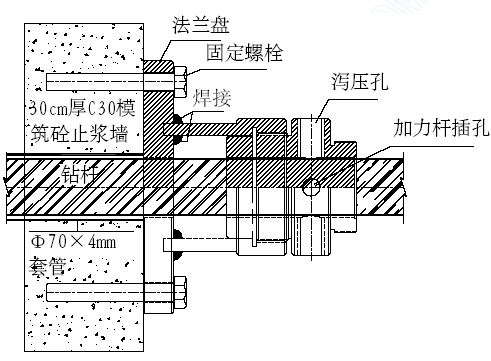 法兰盘
固定螺栓
焊接
泻压孔
30cm厚C30模
筑砼止浆墙
加力杆插孔
钻杆
Φ70×4mm
套管